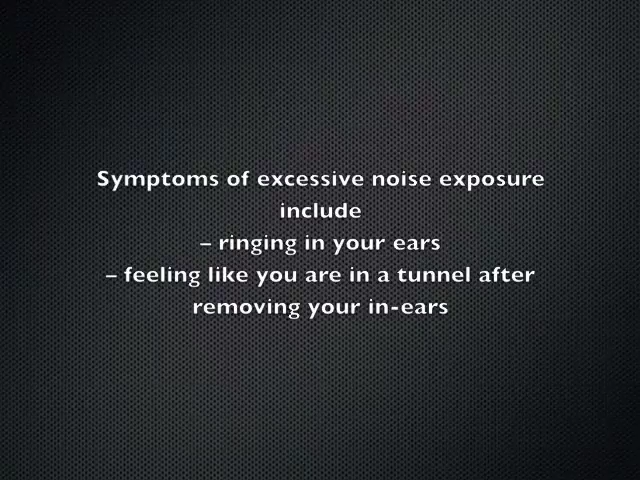 Symptoms of excessive noise exposure
include
– ringing in your ears
– feeling like you are in a tunnel after
removing your in-ears